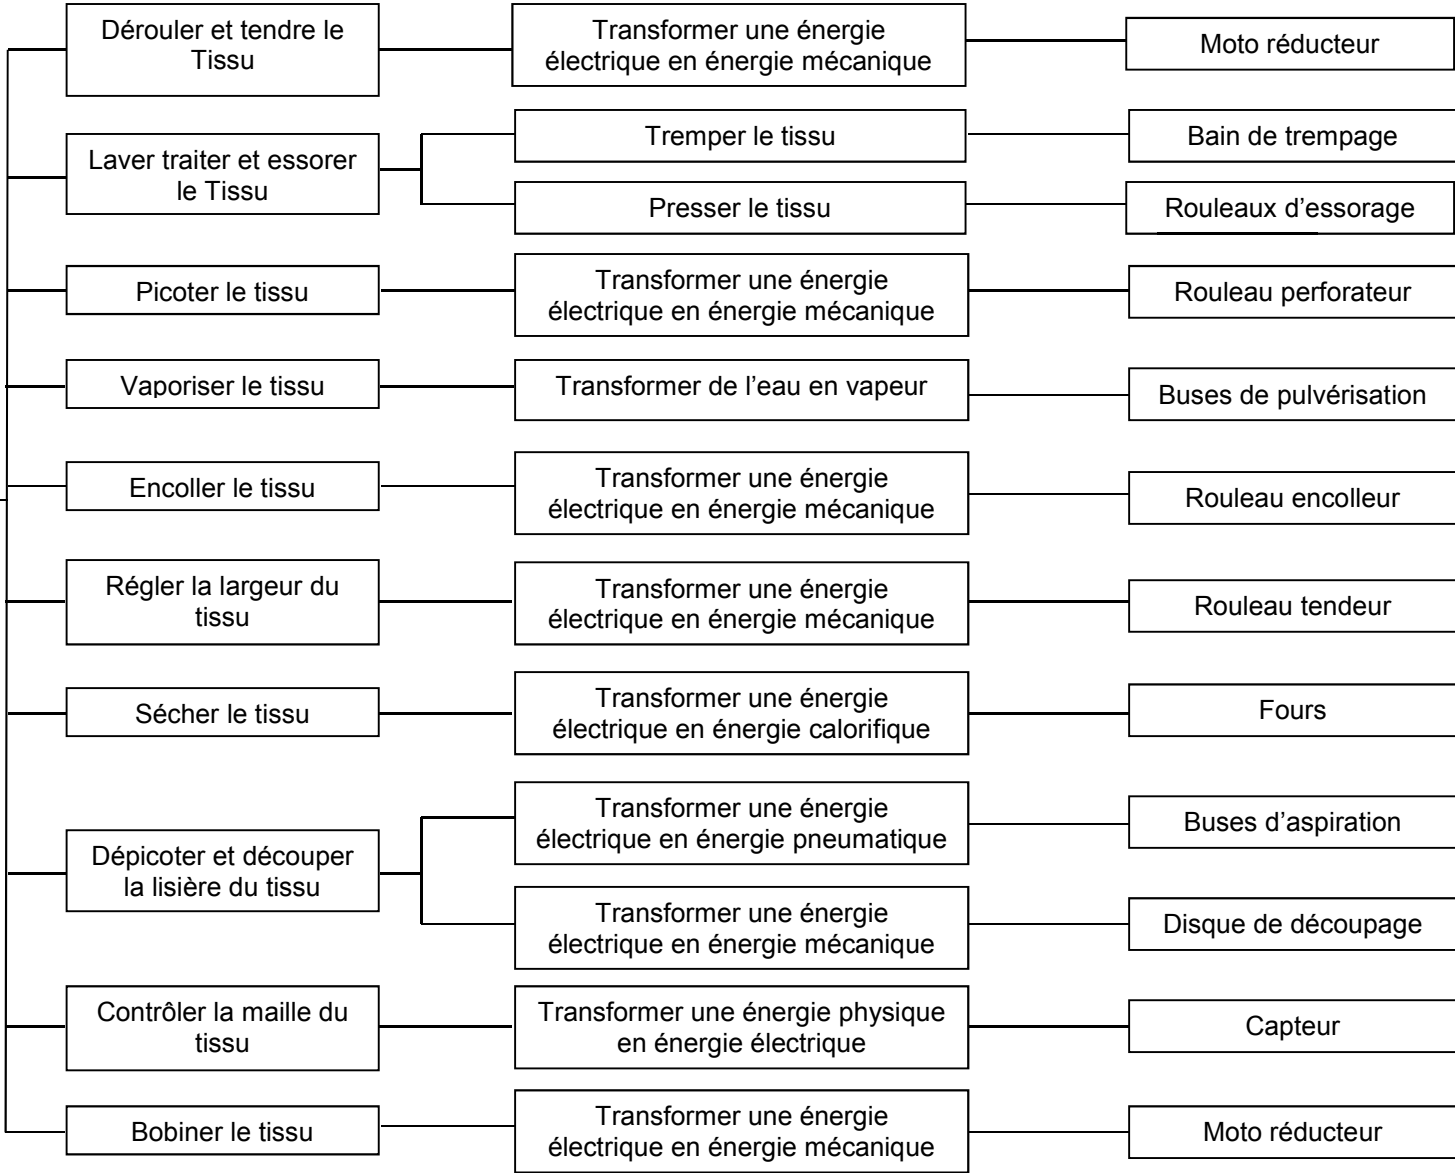 Dérouler et tendre le
Tissu
Transformer une énergie
électrique en énergie mécanique
Moto réducteur
Laver traiter et essorer
le Tissu
Tremper le tissu
Bain de trempage
Presser le tissu
Rouleaux d'essorage
Picoter le tissu
Transformer une énergie
électrique en énergie mécanique
Rouleau perforateur
Vaporiser le tissu
Transformer de l'eau en vapeur
Buses de pulvérisation
Encoller le tissu
Transformer une énergie
électrique en énergie mécanique
Rouleau encolleur
Régler la largeur du
tissu
Transformer une énergie
électrique en énergie mécanique
Rouleau tendeur
Sécher le tissu
Transformer une énergie
électrique en énergie calorifique
Fours
Dépicoter et découper
la lisière du tissu
Transformer une énergie
électrique en énergie pneumatique
Buses d'aspiration
Transformer une énergie
électrique en énergie mécanique
Disque de découpage
Contrôler la maille du
tissu
Transformer une énergie physique
en énergie électrique
Capteur
Bobiner le tissu
Transformer une énergie
électrique en énergie mécanique
Moto réducteur